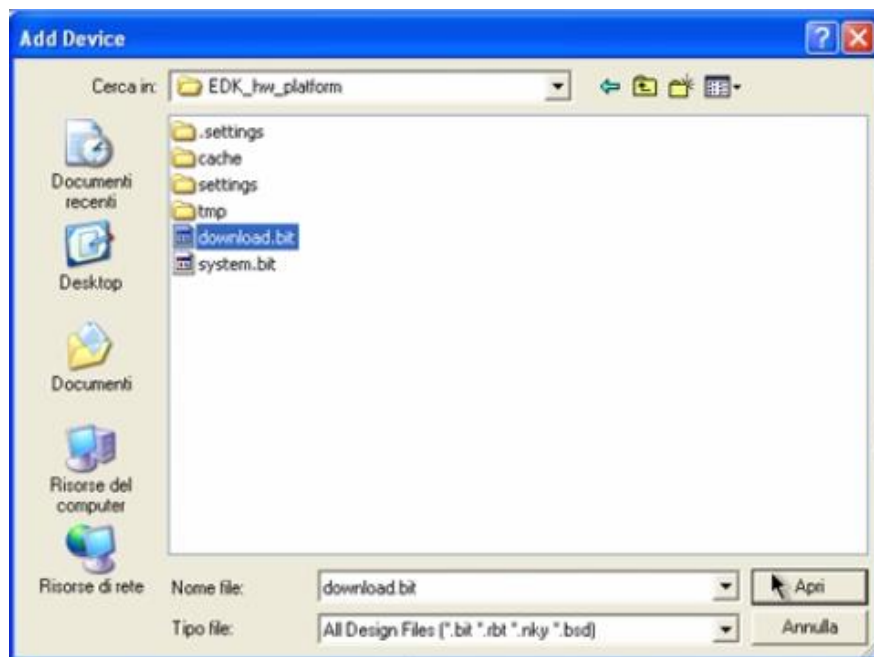 Add Device
Cerca in:
EDK_hw_platform
.settings
cache
settings
tmp
download.bit
system.bit
Documenti
recenti
Desktop
Documenti
Risorse del
computer
Risorse di rete
Nome file:
download.bit
Apri
Tipo file:
All Design Files (*.bit *.rbt *.nky *.bsd)
Annulla